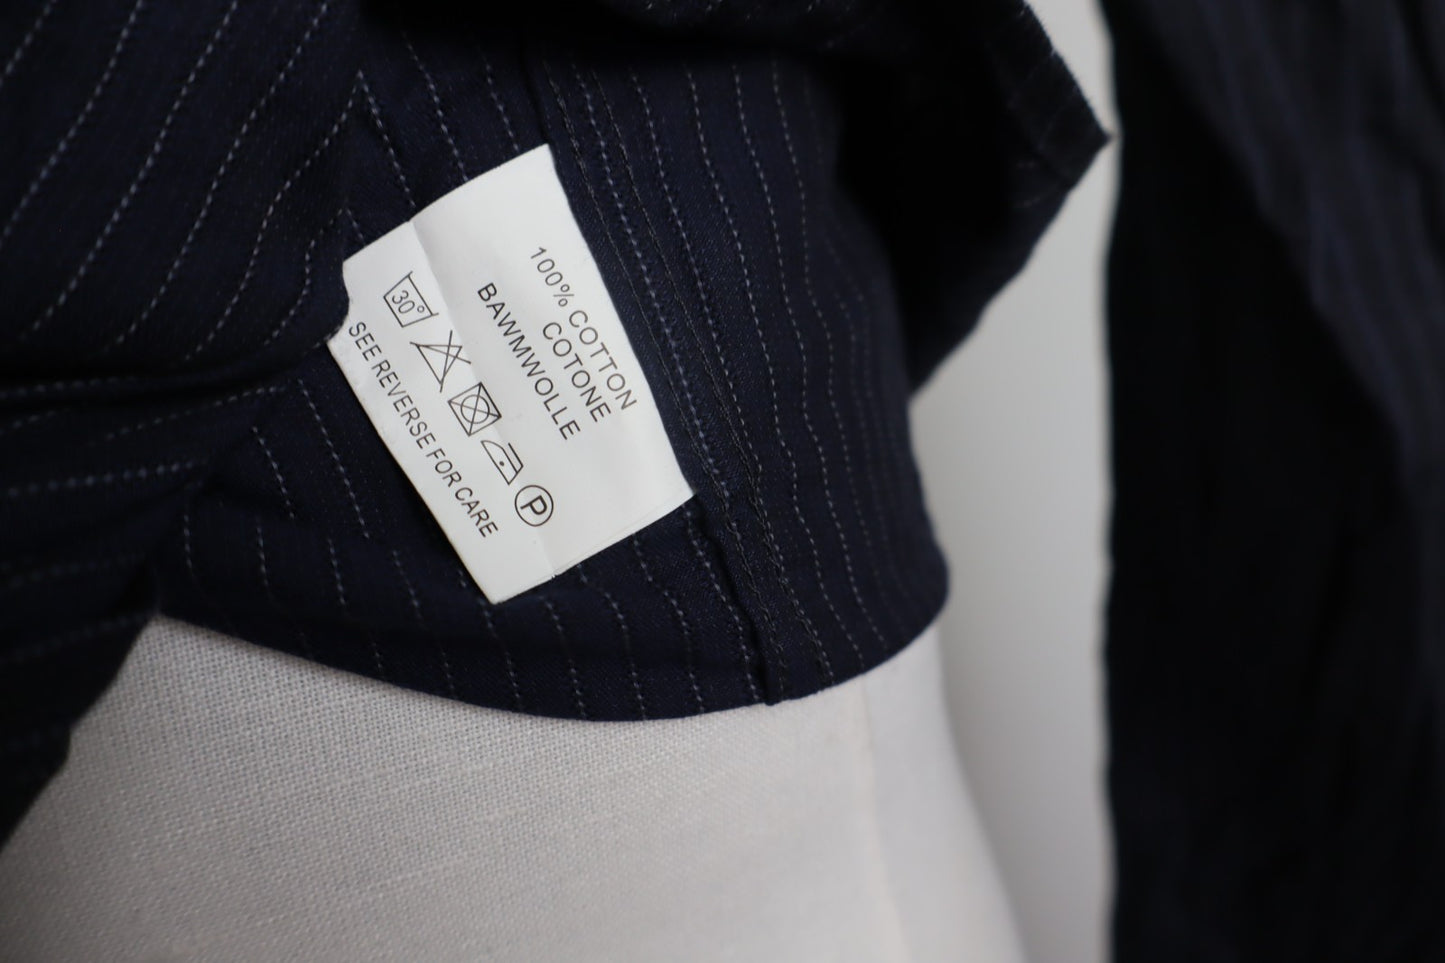 100% COTTON
COTONE
BAWMWOLLE
30°
P
SEE REVERSE FOR CARE